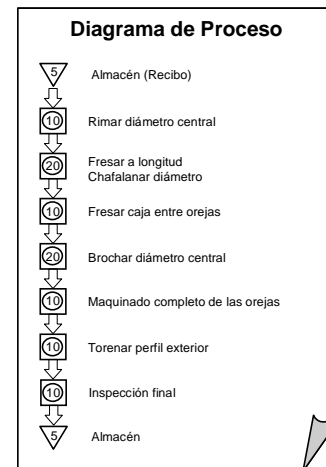 Diagrama de Proceso
5 Almacén (Recibo)
10 Rimar diámetro central
20 Fresar a longitud
Chafalanar diámetro
10 Fresar caja entre orejas
20 Brochar diámetro central
10 Maquinado completo de las orejas
10 Torenar perfil exterior
10 Inspección final
5 Almacén